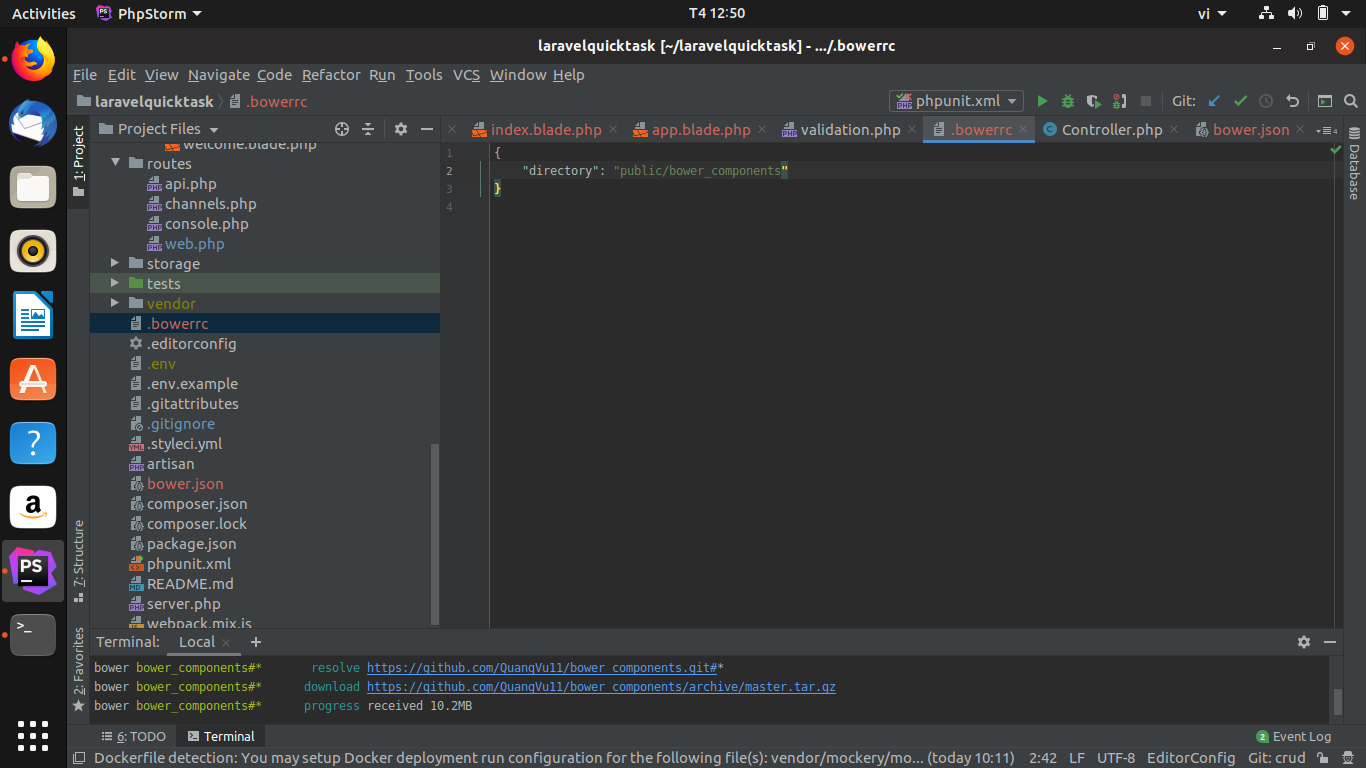 Activities PhpStorm T4 12:50 vi
laravelquicktask [~/laravelquicktask] - .../.bowerrc
File Edit View Navigate Code Refactor Run Tools VCS Window Help
laravelquicktask .bowerrc phpunit.xml Git:
1: Project
Project Files
index.blade.php app.blade.php validation.php .bowerrc Controller.php bower.json 4
Database
welcome.blade.php
routes
api.php
channels.php
console.php
web.php
storage
tests
vendor
.bowerrc
.editorconfig
.env
.env.example
.gitattributes
.gitignore
.styleci.yml
artisan
bower.json
composer.json
composer.lock
package.json
phpunit.xml
README.md
server.php
webpack.mix.js
1 {
2 "directory": "public/bower_components"
3 }
4
7: Structure
2: Favorites
Terminal: Local +
bower bower_components#* resolve https://github.com/QuangVu11/bower_components.git#*
bower bower_components#* download https://github.com/QuangVu11/bower_components/archive/master.tar.gz
bower bower_components#* progress received 10.2MB
6: TODO Terminal 2 Event Log
Dockerfile detection: You may setup Docker deployment run configuration for the following file(s): vendor/mockery/mo... (today 10:11) 2:42 LF UTF-8 EditorConfig Git: crud